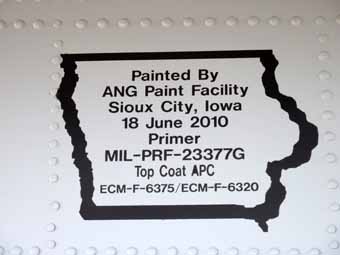 Painted By
ANG Paint Facility
Sioux City, Iowa
18 June 2010
Primer
MIL-PRF-23377G
Top Coat APC
ECM-F-6375/ECM-F-6320